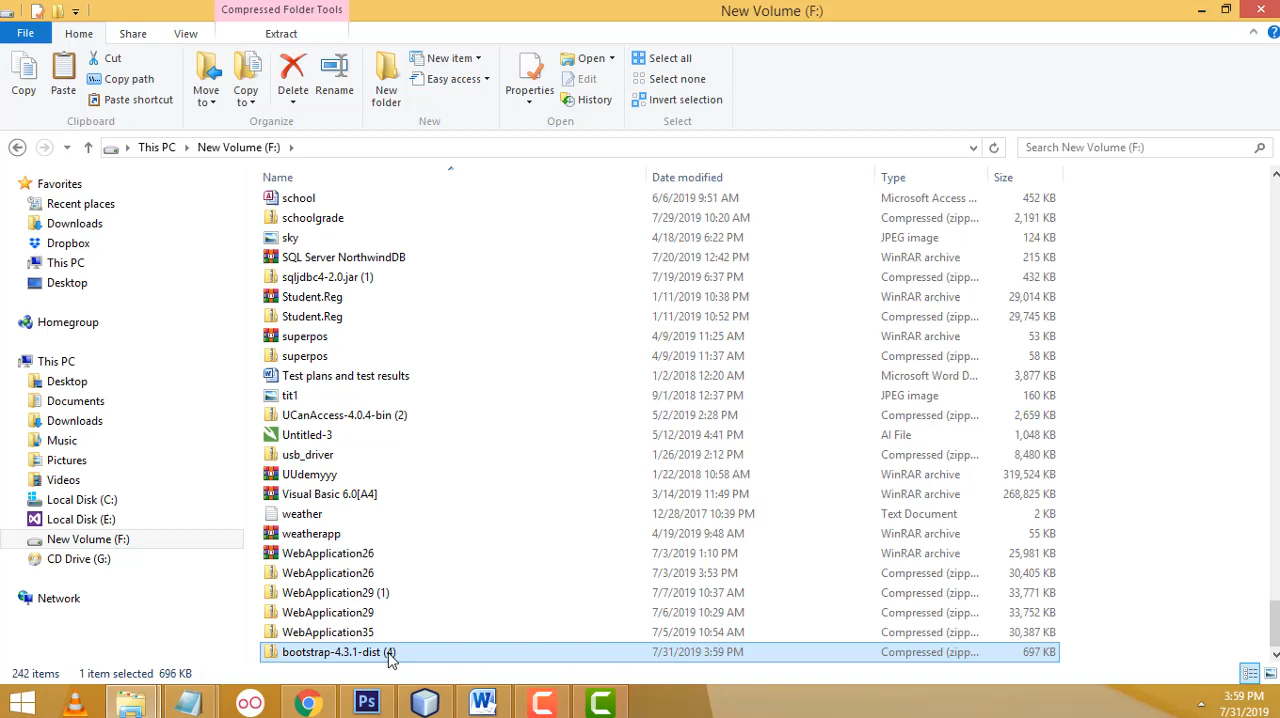 Compressed Folder Tools
New Volume (F:)
File Home Share View Extract
Copy
Paste
Cut
Copy path
Paste shortcut
Clipboard
Move to
Copy to
Delete
Rename
Organize
New folder
New item
Easy access
New
Properties
Open
Edit
History
Open
Select all
Select none
Invert selection
Select
This PC New Volume (F:)
Search New Volume (F:)
Favorites
Recent places
Downloads
Dropbox
This PC
Desktop
Homegroup
This PC
Desktop
Documents
Downloads
Music
Pictures
Videos
Local Disk (C:)
Local Disk (E:)
New Volume (F:)
CD Drive (G:)
Network
Name Date modified Type Size
school 6/6/2019 9:51 AM Microsoft Access ... 452 KB
schoolgrade 7/29/2019 10:20 AM Compressed (zipp... 2,191 KB
sky 4/18/2019 6:22 PM JPEG image 124 KB
SQL Server NorthwindDB 7/20/2019 12:42 PM WinRAR archive 215 KB
sqljdbc4-2.0.jar (1) 7/19/2019 6:37 PM Compressed (zipp... 432 KB
Student.Reg 1/11/2019 10:38 PM WinRAR archive 29,014 KB
Student.Reg 1/11/2019 10:52 PM Compressed (zipp... 29,745 KB
superpos 4/9/2019 11:25 AM WinRAR archive 53 KB
superpos 4/9/2019 11:37 AM Compressed (zipp... 58 KB
Test plans and test results 1/2/2018 12:20 AM Microsoft Word D... 3,877 KB
tit1 9/1/2018 12:37 PM JPEG image 160 KB
UCanAccess-4.0.4-bin (2) 5/2/2019 2:28 PM Compressed (zipp... 2,659 KB
Untitled-3 5/12/2019 4:41 PM AI File 1,048 KB
usb_driver 1/26/2019 2:12 PM Compressed (zipp... 8,480 KB
UUdemyyy 1/22/2018 10:58 AM WinRAR archive 319,524 KB
Visual Basic 6.0[A4] 3/14/2019 11:49 PM WinRAR archive 268,825 KB
weather 12/28/2017 10:39 PM Text Document 2 KB
weatherapp 4/19/2019 9:48 AM WinRAR archive 55 KB
WebApplication26 7/3/2019 1:10 PM WinRAR archive 25,981 KB
WebApplication26 7/3/2019 3:53 PM Compressed (zipp... 30,405 KB
WebApplication29 (1) 7/7/2019 10:37 AM Compressed (zipp... 33,771 KB
WebApplication29 7/6/2019 10:29 AM Compressed (zipp... 33,752 KB
WebApplication35 7/5/2019 10:54 AM Compressed (zipp... 30,387 KB
bootstrap-4.3.1-dist (4) 7/31/2019 3:59 PM Compressed (zipp... 697 KB
242 items 1 item selected 696 KB
Ps
W
C
C
3:59 PM
7/31/2019